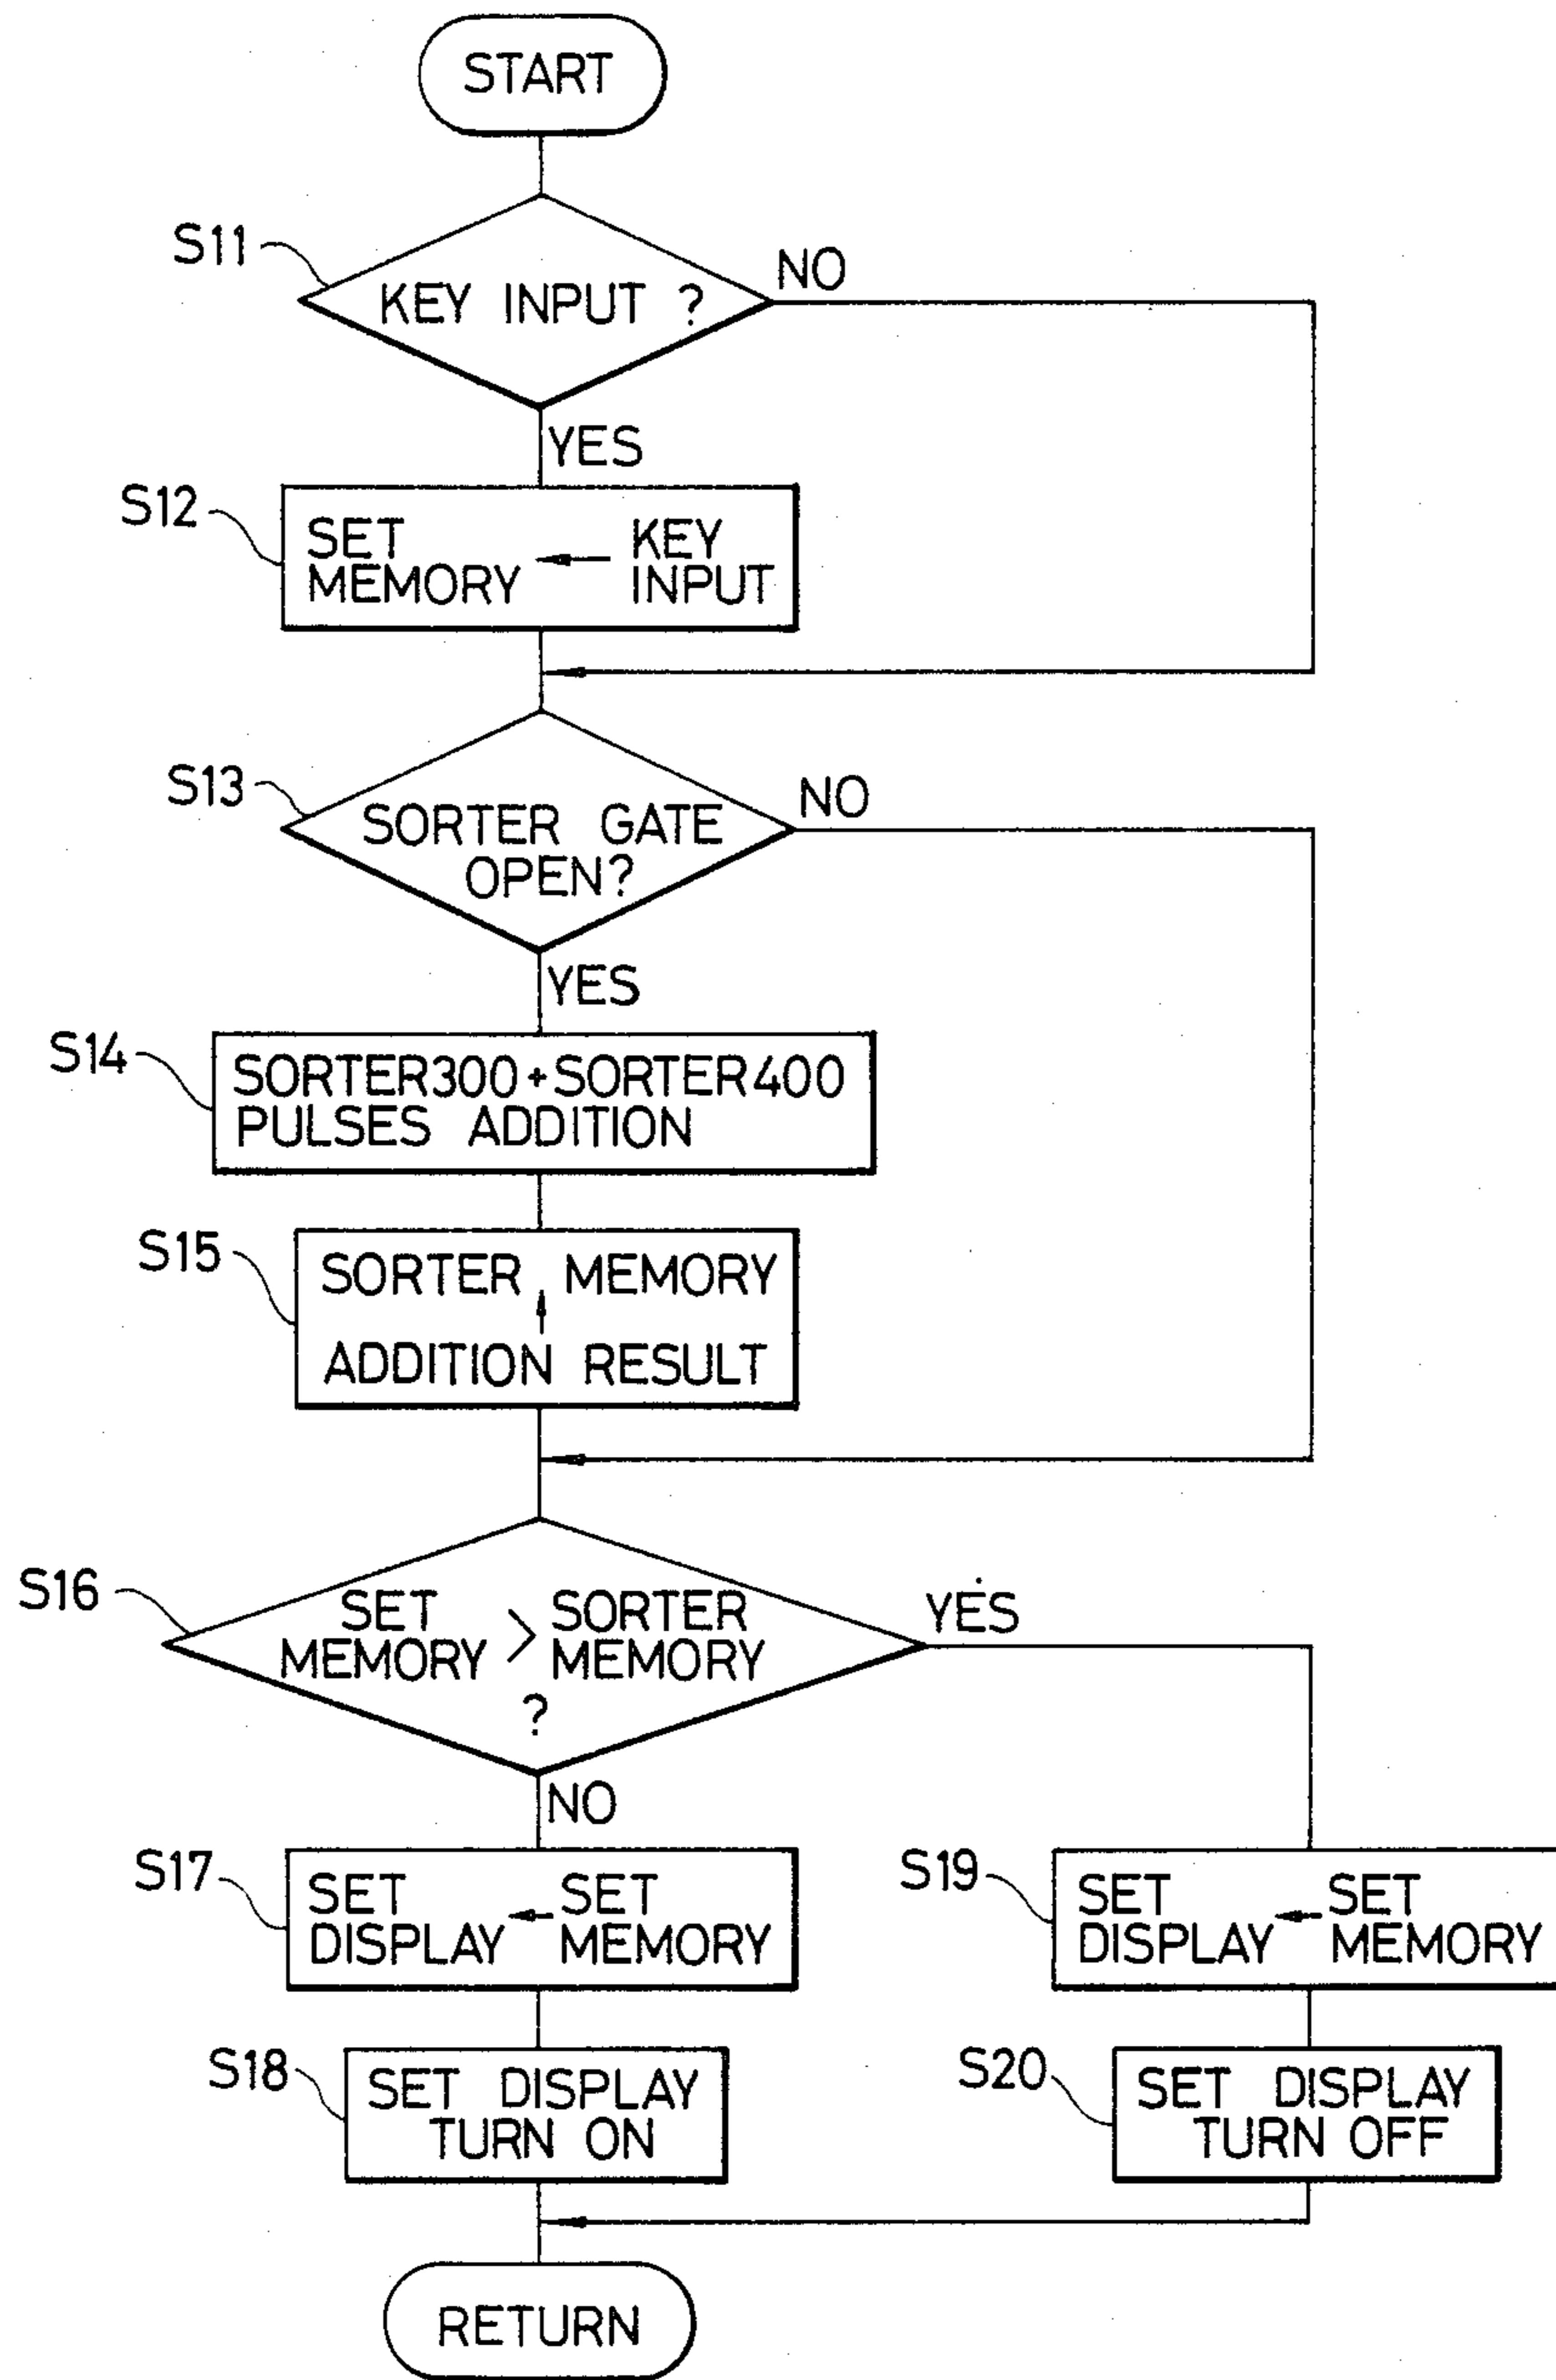 START
S11
KEY INPUT ?
NO
YES
S12
SET MEMORY ← KEY INPUT
S13
SORTER GATE
OPEN?
NO
YES
S14
SORTER300+SORTER400
PULSES ADDITION
S15
SORTER MEMORY
↑
ADDITION RESULT
S16
SET MEMORY > SORTER MEMORY
?
YES
NO
S17
SET DISPLAY ← SET MEMORY
S19
SET DISPLAY ← SET MEMORY
S18
SET DISPLAY
TURN ON
S20
SET DISPLAY
TURN OFF
RETURN